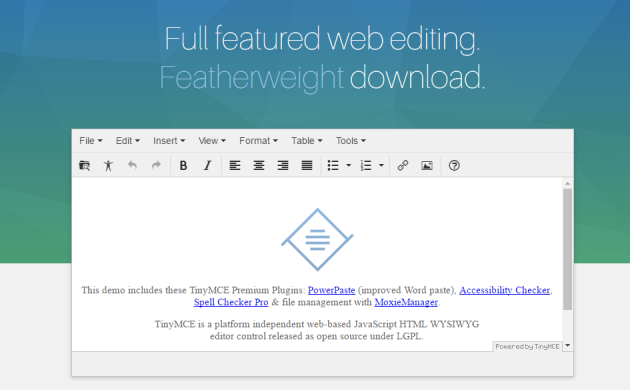 Full featured web editing.
Featherweight download.
File Edit Insert View Format Table Tools
B I
This demo includes these TinyMCE Premium Plugins: PowerPaste (improved Word paste), Accessibility Checker,
Spell Checker Pro & file management with MoxieManager.
TinyMCE is a platform independent web-based JavaScript HTML WYSIWYG
editor control released as open source under LGPL.
Powered by TinyMCE